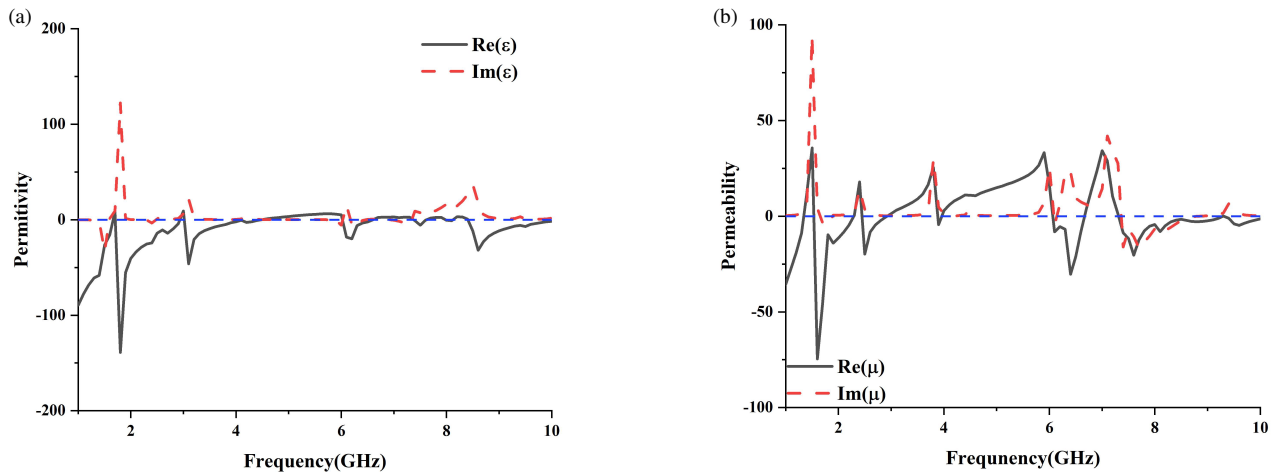 (a)
200
100
0
-100
-200
Permitivity
Re(ε)
Im(ε)
2
4
6
8
10
Frequency(GHz)
(b)
100
50
0
-50
-100
Permeability
Re(μ)
Im(μ)
2
4
6
8
10
Frequnency(GHz)